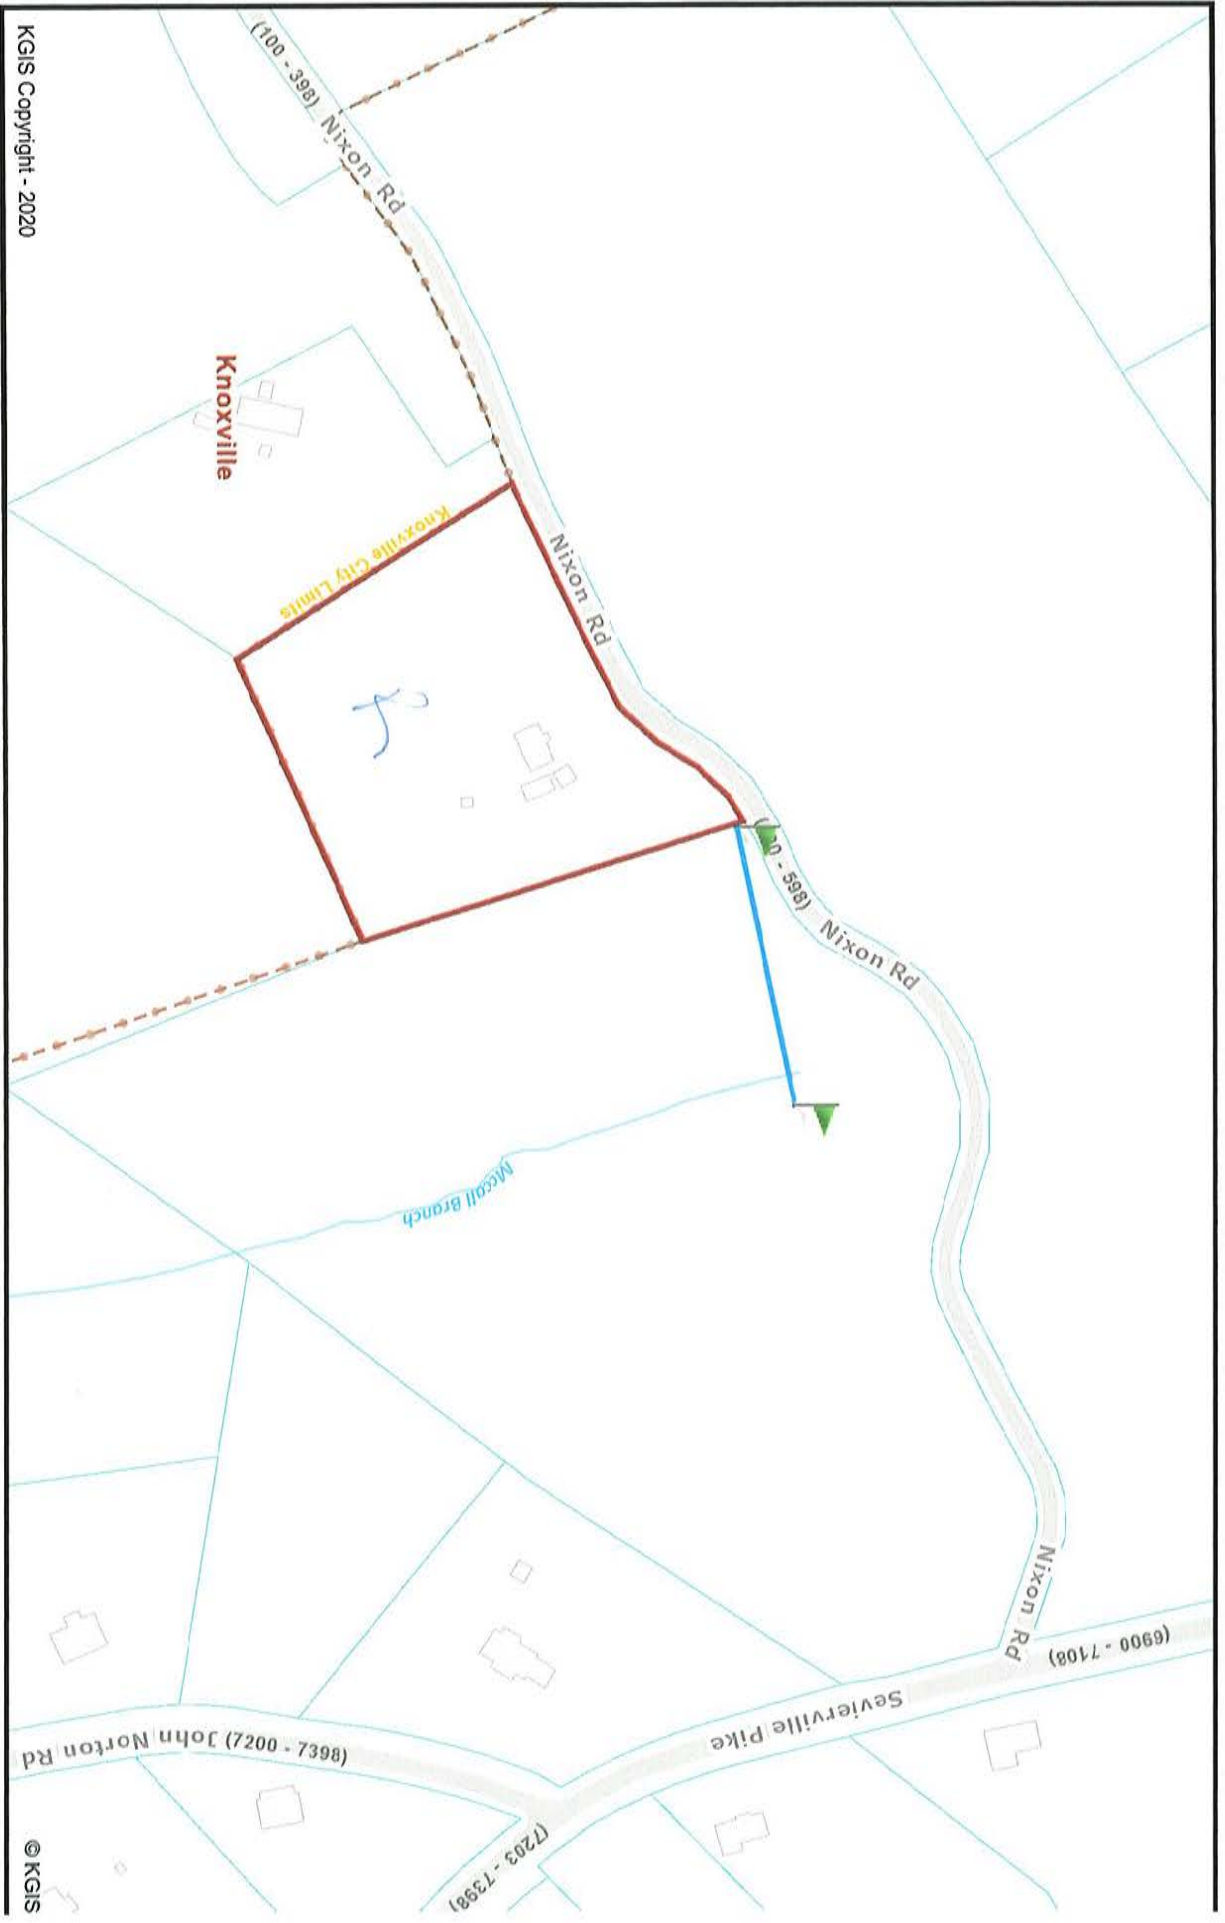 (100 - 398)
Nixon Rd
Knoxville
Knoxville City Limits
Nixon Rd
- 598)
Nixon Rd
Mccall Branch
Nixon Rd
(6900 - 7108)
Sevierville Pike
John Norton Rd (7200 - 7398)
(7203 - 7398)
KGIS Copyright - 2020
© KGIS